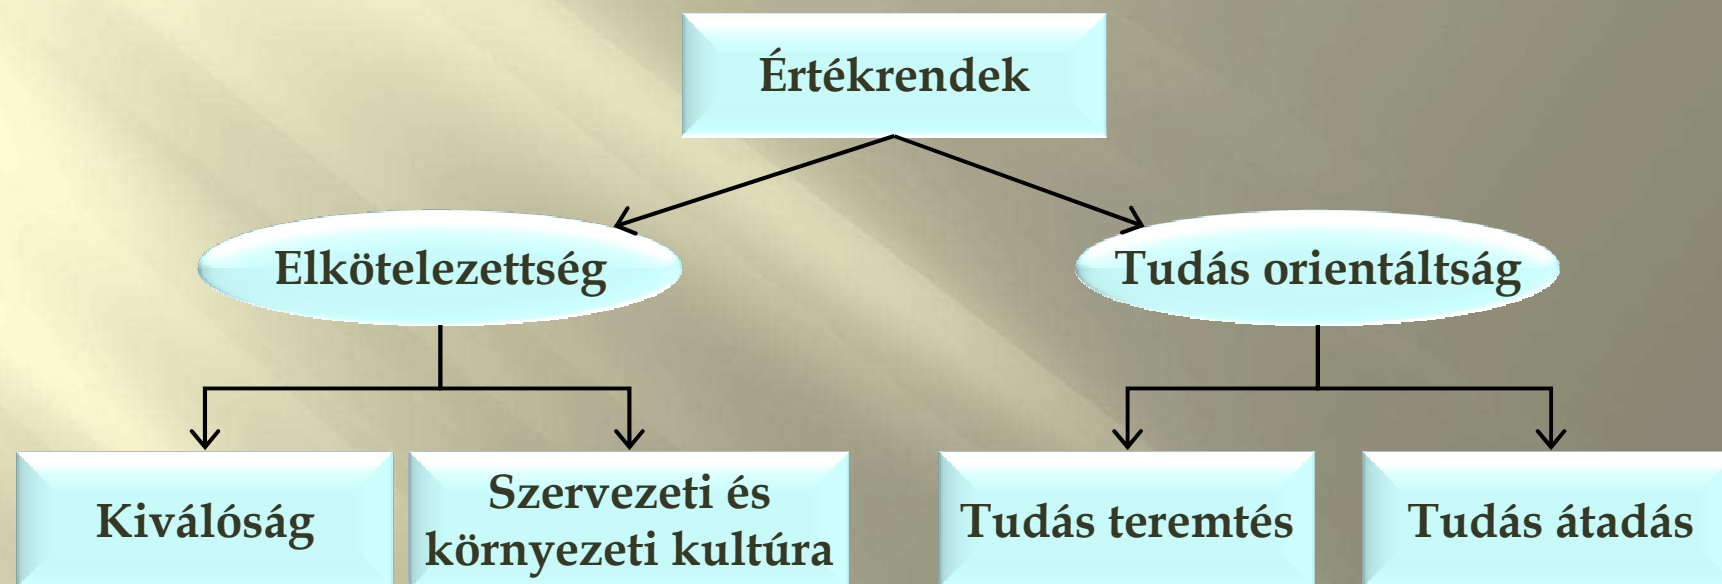 Értékrendek
Elkötelezettség
Tudás orientáltság
Kiválóság
Szervezeti és
környezeti kultúra
Tudás teremtés
Tudás átadás